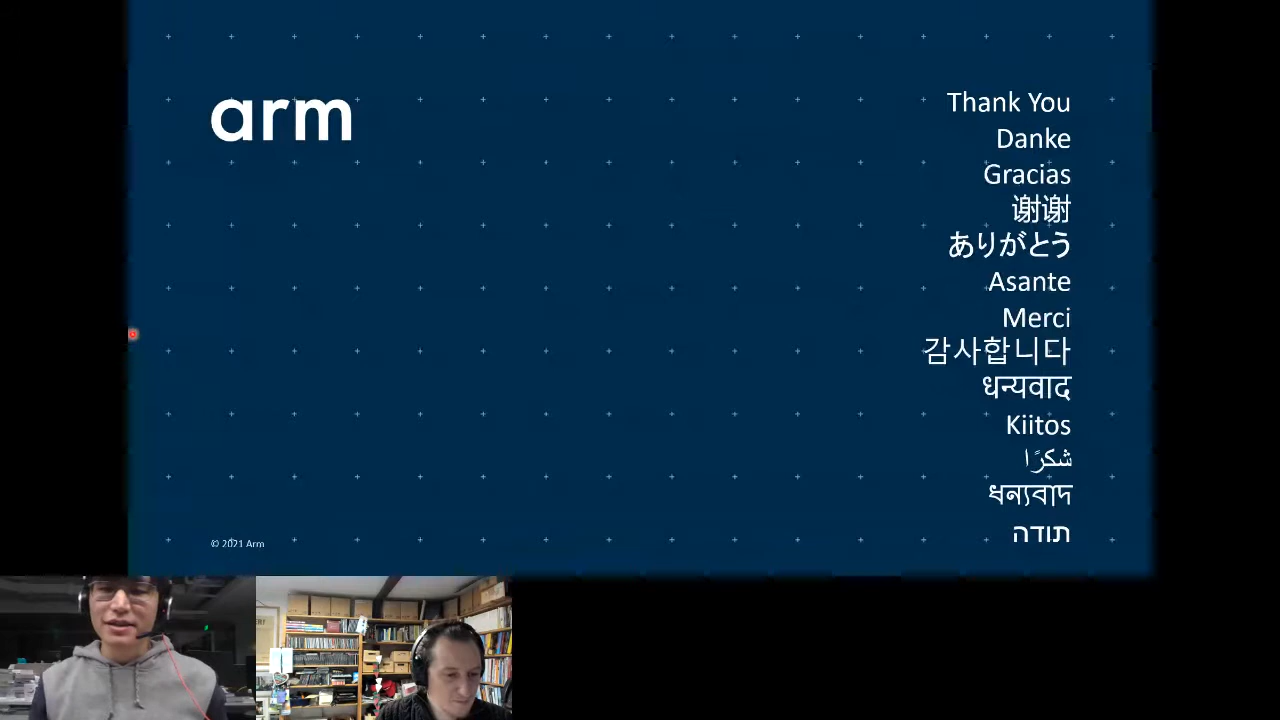 arm
Thank You
Danke
Gracias
谢谢
ありがとう
Asante
Merci
감사합니다
धन्यवाद
Kiitos
شكرًا
ধন্যবাদ
תודה
© 2021 Arm